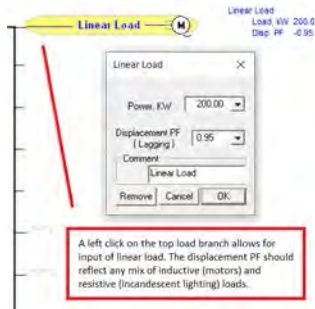 Linear Load
Load, kW 200.0
Disp. PF -0.95
Linear Load
M
Linear Load
Power, KW 200.00
Displacement PF 0.95
( Lagging )
Comment
Linear Load
Remove Cancel OK
A left click on the top load branch allows for
input of linear load. The displacement PF should
reflect any mix of inductive (motors) and
resistive (incandescent lighting) loads.